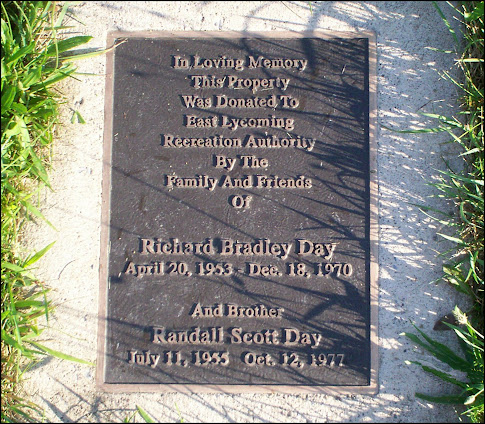 In Loving Memory
This Property
Was Donated To
East Lycoming
Recreation Authority
By The
Family And Friends
Of
Richard Bradley Day
April 20, 1953 - Dec. 18, 1970
And Brother
Randall Scott Day
July 11, 1955 Oct. 12, 1977